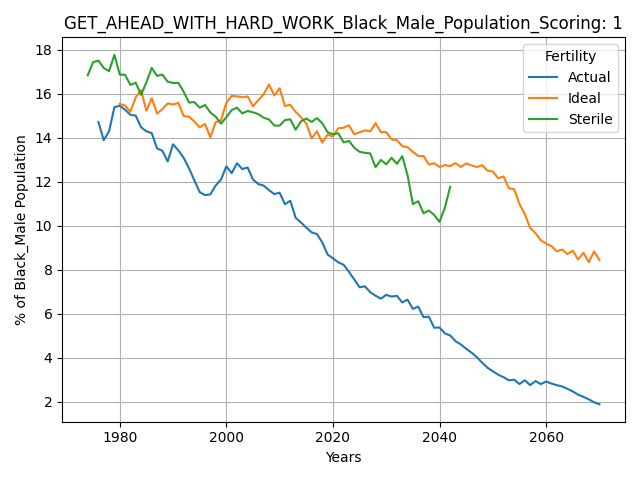 GET_AHEAD_WITH_HARD_WORK_Black_Male_Population_Scoring: 1
Fertility
Actual
Ideal
Sterile
% of Black_Male Population
18
16
14
12
10
8
6
4
2
1980
2000
2020
2040
2060
Years